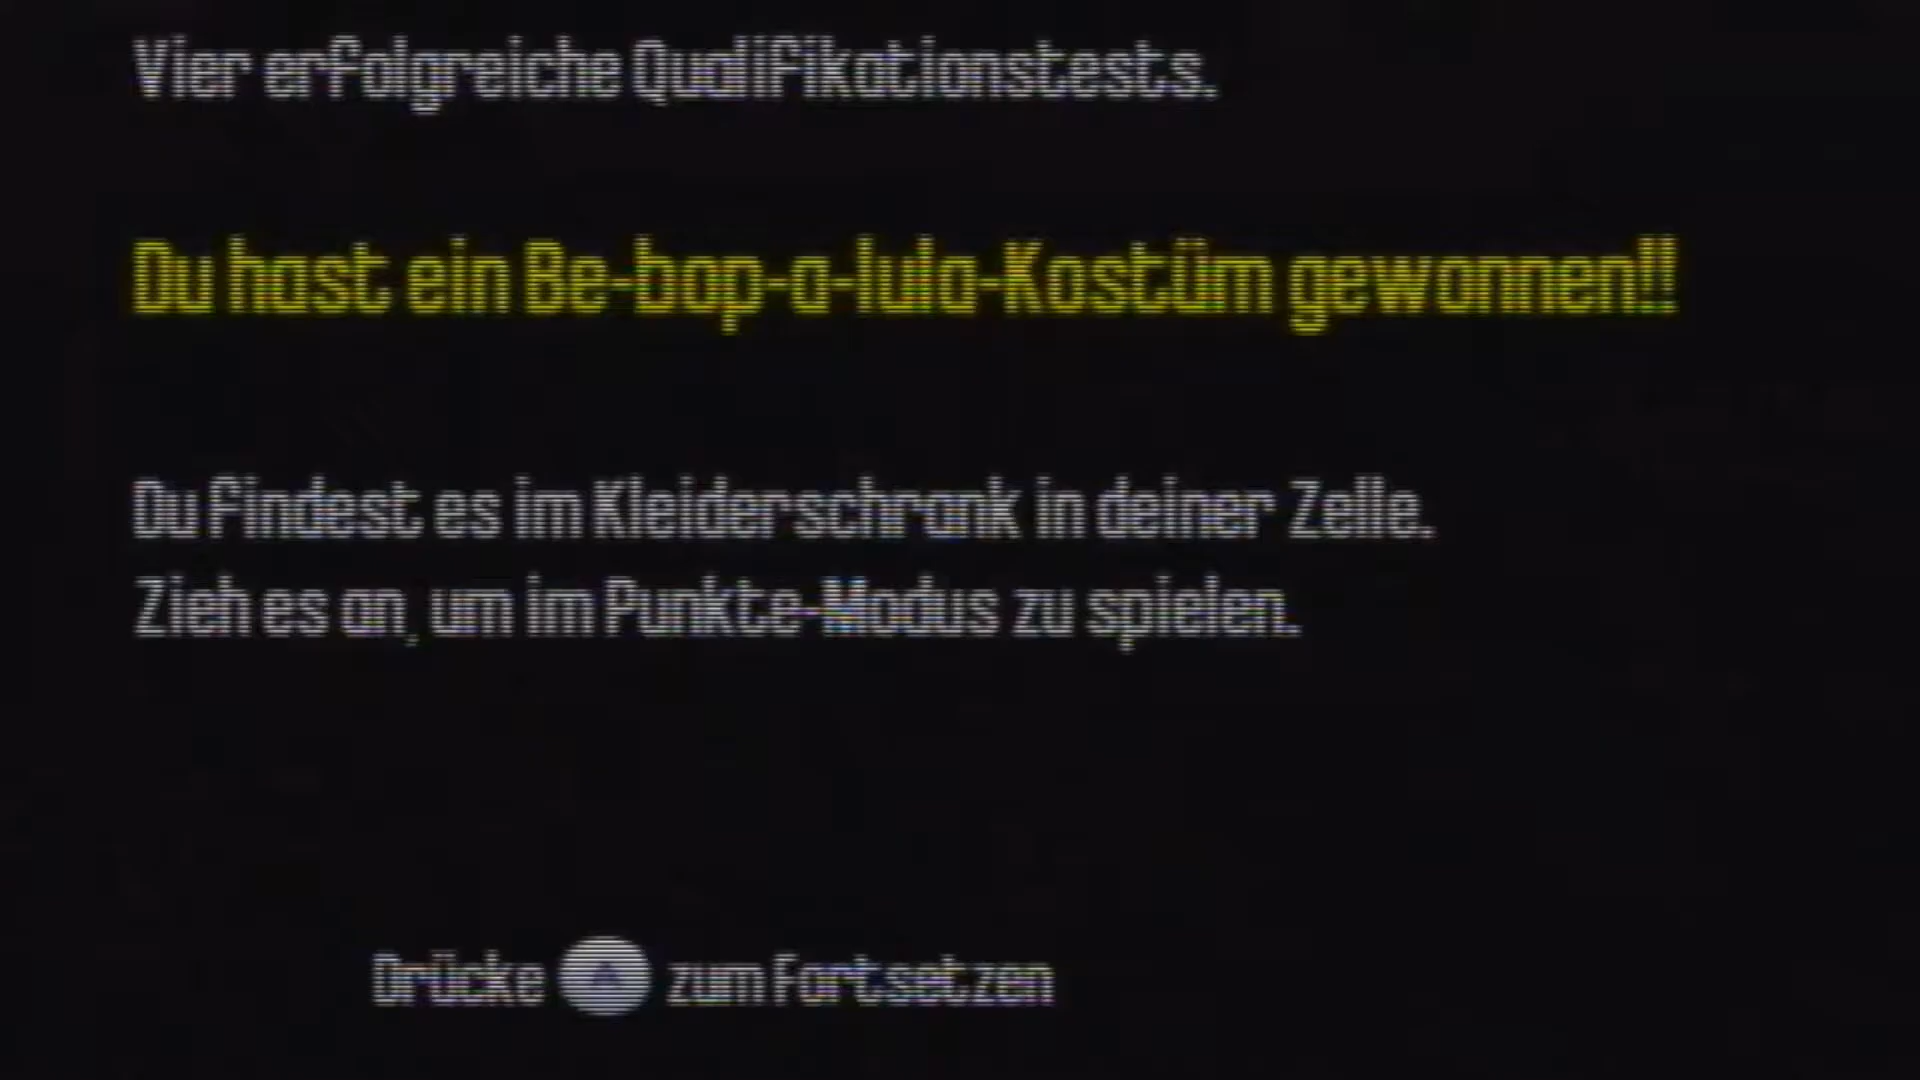 Vier erfolgreiche Qualifikationstests.
Du hast ein Be-bop-a-lula-Kostüm gewonnen!!
Du findest es im Kleiderschrank in deiner Zelle.
Zieh es an, um im Punkte-Modus zu spielen.
Drücke A zum Fortsetzen